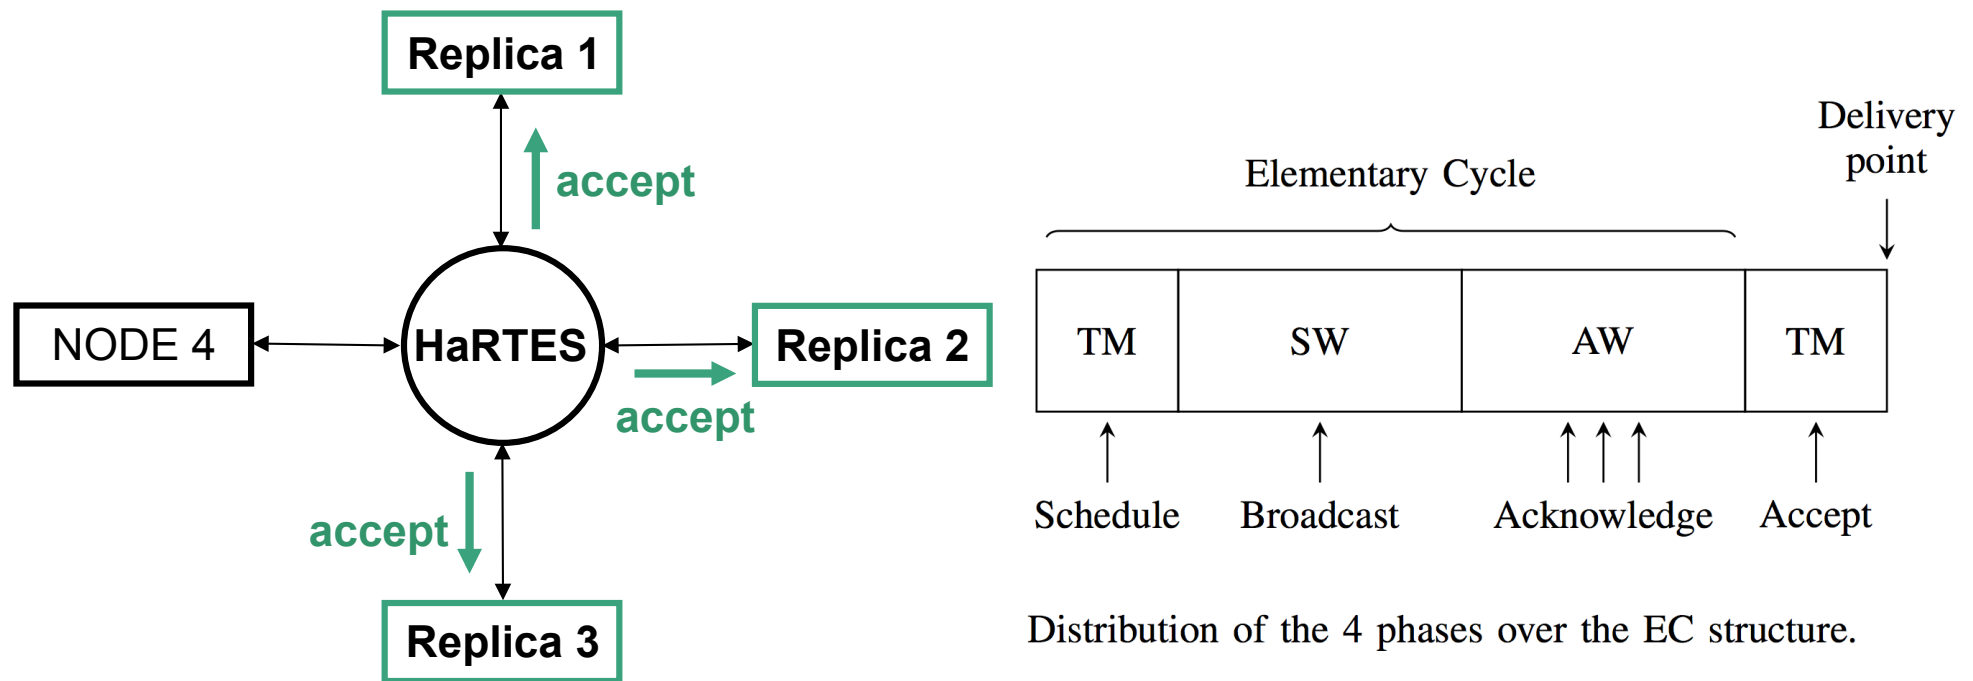 Replica 1
accept
NODE 4
HaRTES
Replica 2
accept
accept
Replica 3
Delivery
point
Elementary Cycle
TM
SW
AW
TM
Schedule
Broadcast
Acknowledge
Accept
Distribution of the 4 phases over the EC structure.